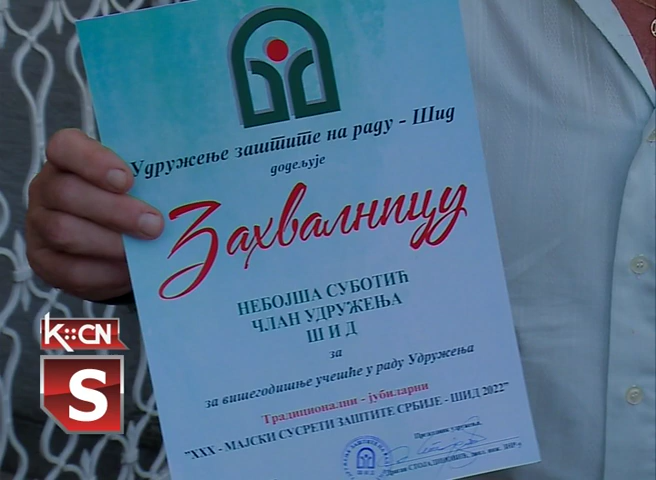 Удружење заштите на раду - Шид
додељује
Захвалницу
НЕБОЈША СУБОТИЋ
ЧЛАН УДРУЖЕЊА
Ш И Д
за
за вишегодишње учешће у раду Удружења
Традиционални - јубиларни
"XXX - МАЈСКИ СУСРЕТИ ЗАШТИТЕ СРБИЈЕ - ШИД 2022"
Председник удружења,
K::CN
S